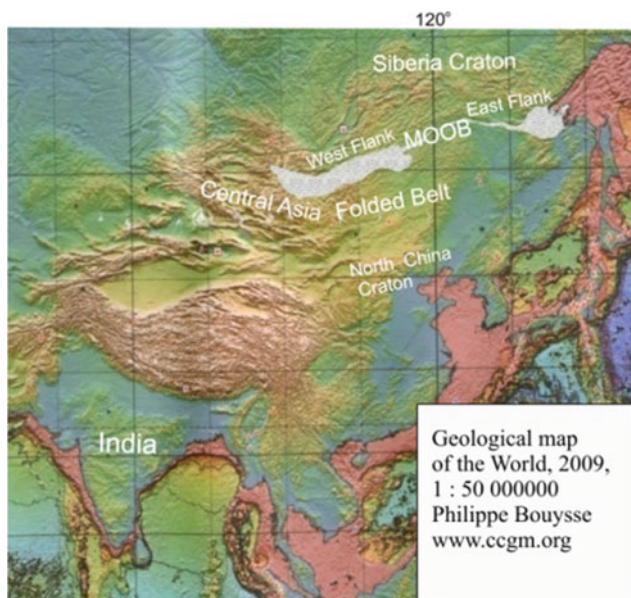 120°
Siberia Craton
East Flank
West Flank MOOB
Central Asia Folded Belt
North China
Craton
India
Geological map
of the World, 2009,
1 : 50 000000
Philippe Bouysse
www.ccgm.org